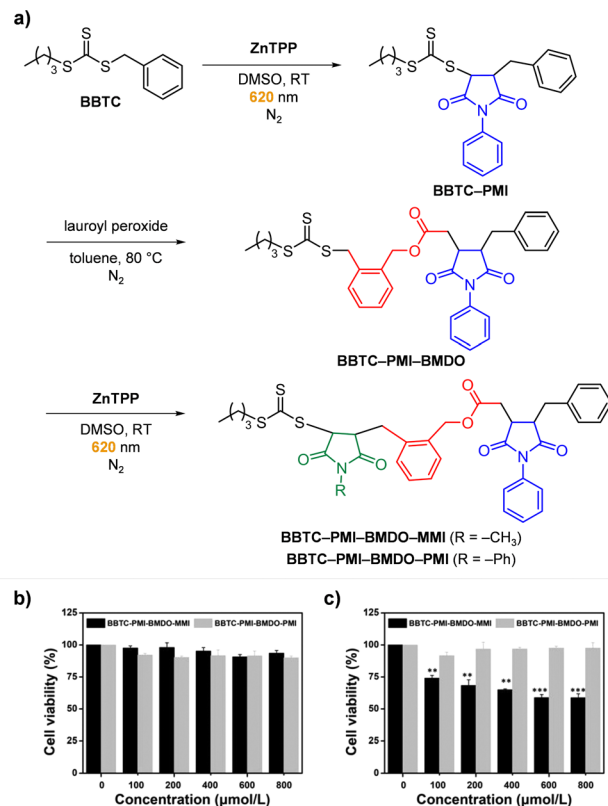 a)
ZnTPP
DMSO, RT
620 nm
N2
BBTC
BBTC–PMI
lauroyl peroxide
toluene, 80 °C
N2
BBTC–PMI–BMDO
ZnTPP
DMSO, RT
620 nm
N2
BBTC–PMI–BMDO–MMI (R = –CH3)
BBTC–PMI–BMDO–PMI (R = –Ph)
b)
BBTC-PMI-BMDO-MMI BBTC-PMI-BMDO-PMI
Cell viability (%)
125
100
75
50
25
0
0 100 200 400 600 800
Concentration (μmol/L)
c)
BBTC-PMI-BMDO-MMI BBTC-PMI-BMDO-PMI
Cell viability (%)
125
100
75
50
25
0
** ** ** *** ***
0 100 200 400 600 800
Concentration (μmol/L)